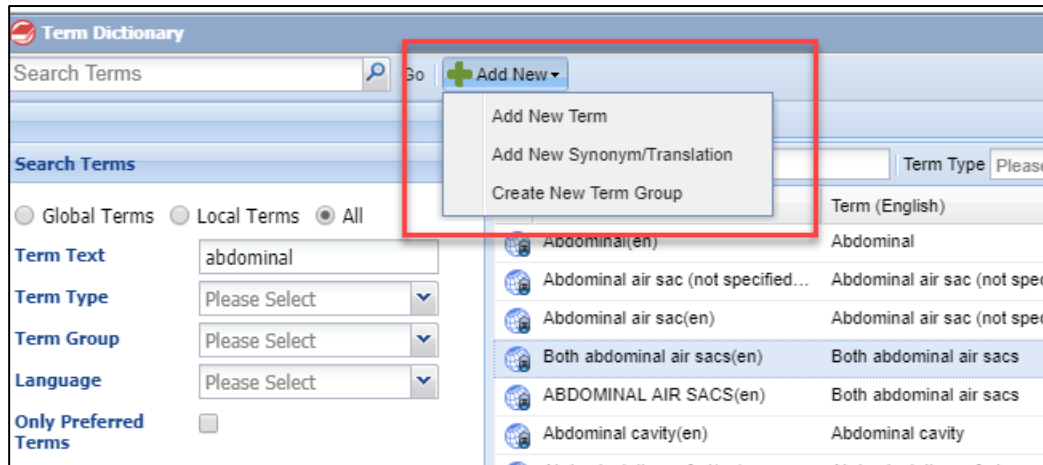 Term Dictionary
Search Terms Go Add New
Add New Term
Add New Synonym/Translation
Create New Term Group
Search Terms
Global Terms Local Terms All
Term Text abdominal
Term Type Please Select
Term Group Please Select
Language Please Select
Only Preferred
Terms
Term Type Please
Term (English)
Abdominal(en) Abdominal
Abdominal air sac (not specified... Abdominal air sac (not spec
Abdominal air sac(en) Abdominal air sac (not spec
Both abdominal air sacs(en) Both abdominal air sacs
ABDOMINAL AIR SACS(en) Both abdominal air sacs
Abdominal cavity(en) Abdominal cavity